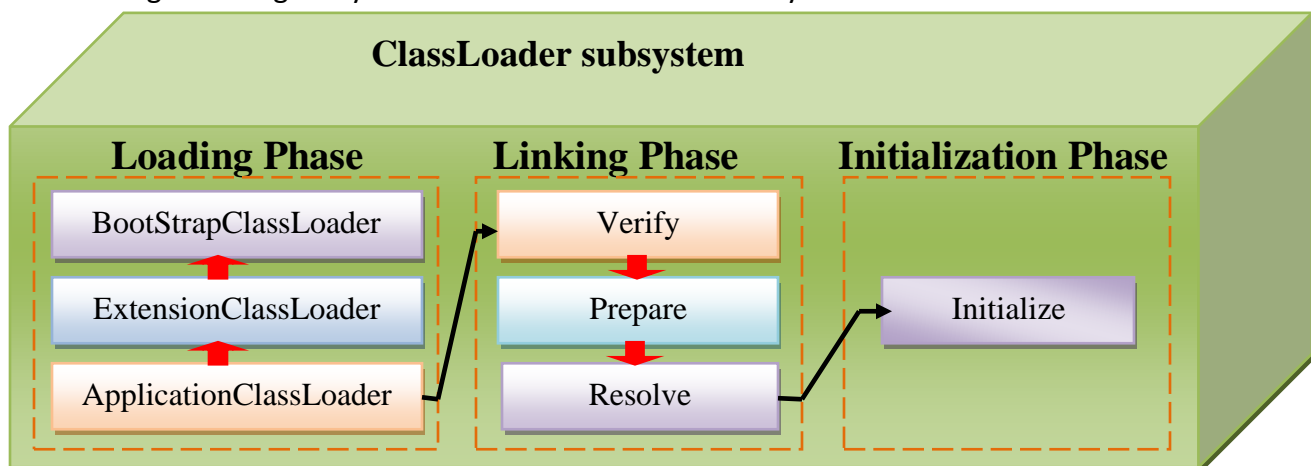 ClassLoader subsystem
Loading Phase
Linking Phase
Initialization Phase
BootStrapClassLoader
ExtensionClassLoader
ApplicationClassLoader
Verify
Prepare
Resolve
Initialize